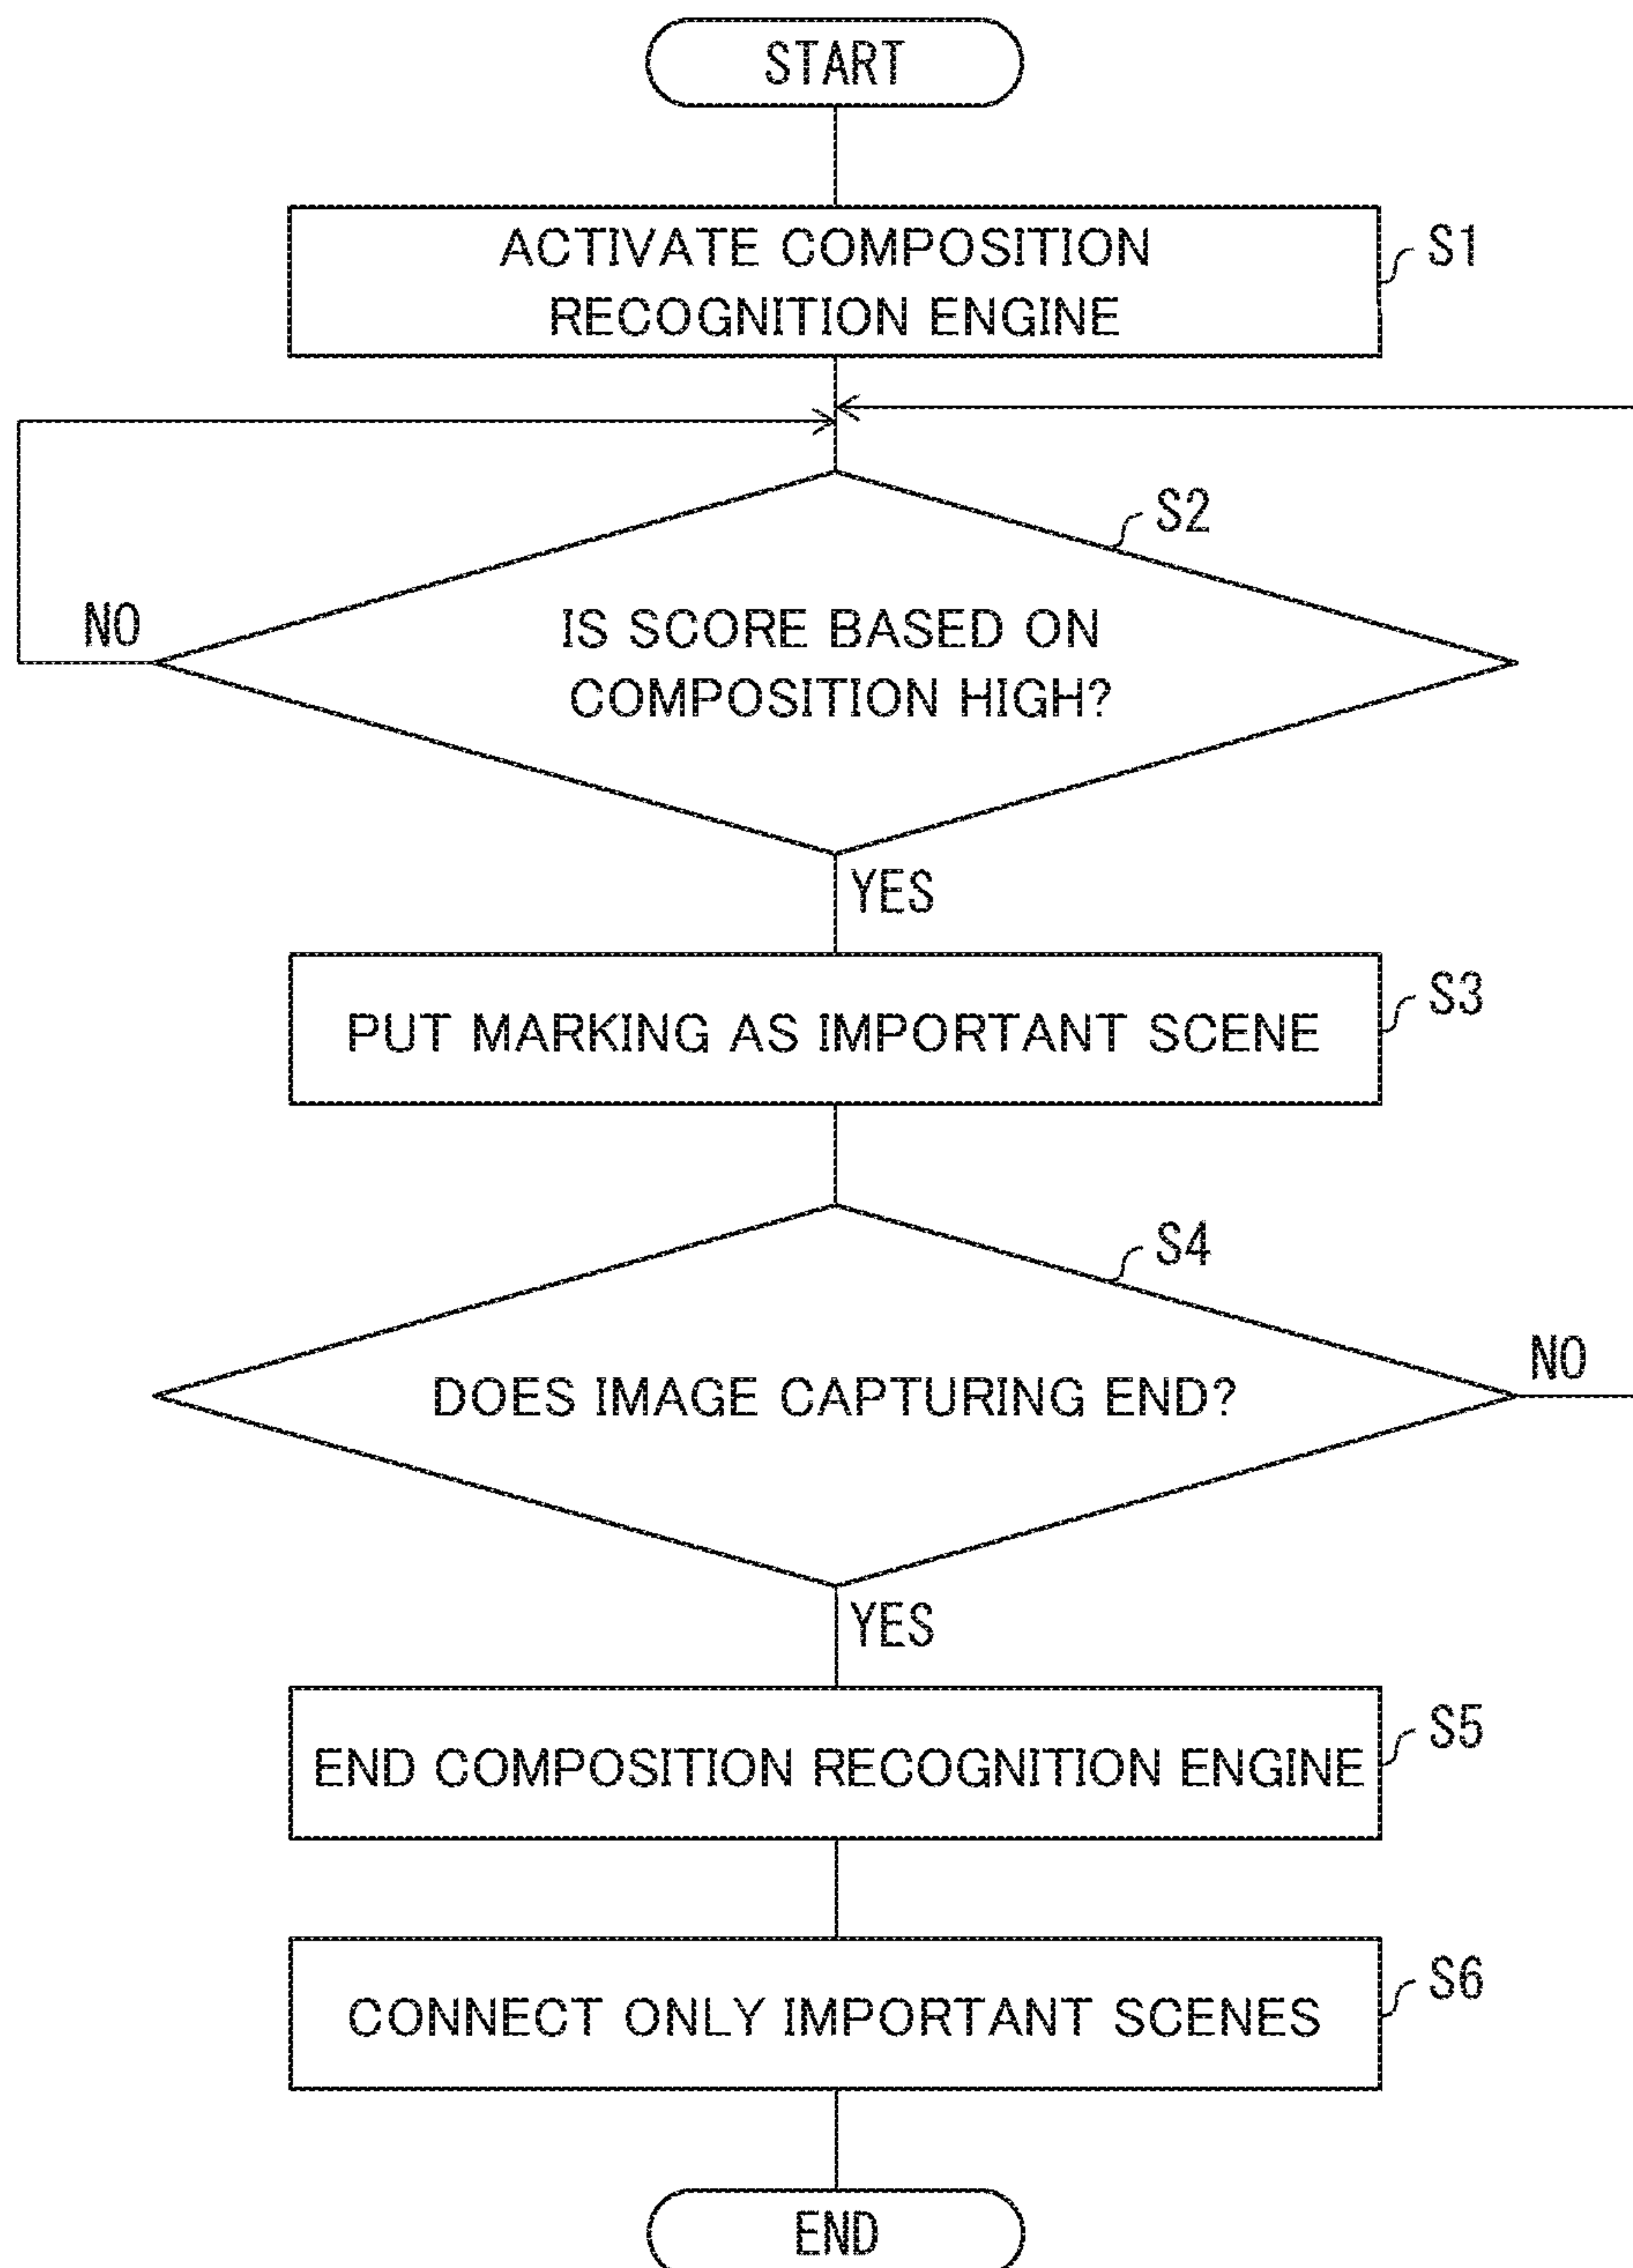 START
ACTIVATE COMPOSITION
RECOGNITION ENGINE
S1
S2
NO
IS SCORE BASED ON
COMPOSITION HIGH?
YES
PUT MARKING AS IMPORTANT SCENE
S3
S4
DOES IMAGE CAPTURING END?
NO
YES
END COMPOSITION RECOGNITION ENGINE
S5
CONNECT ONLY IMPORTANT SCENES
S6
END